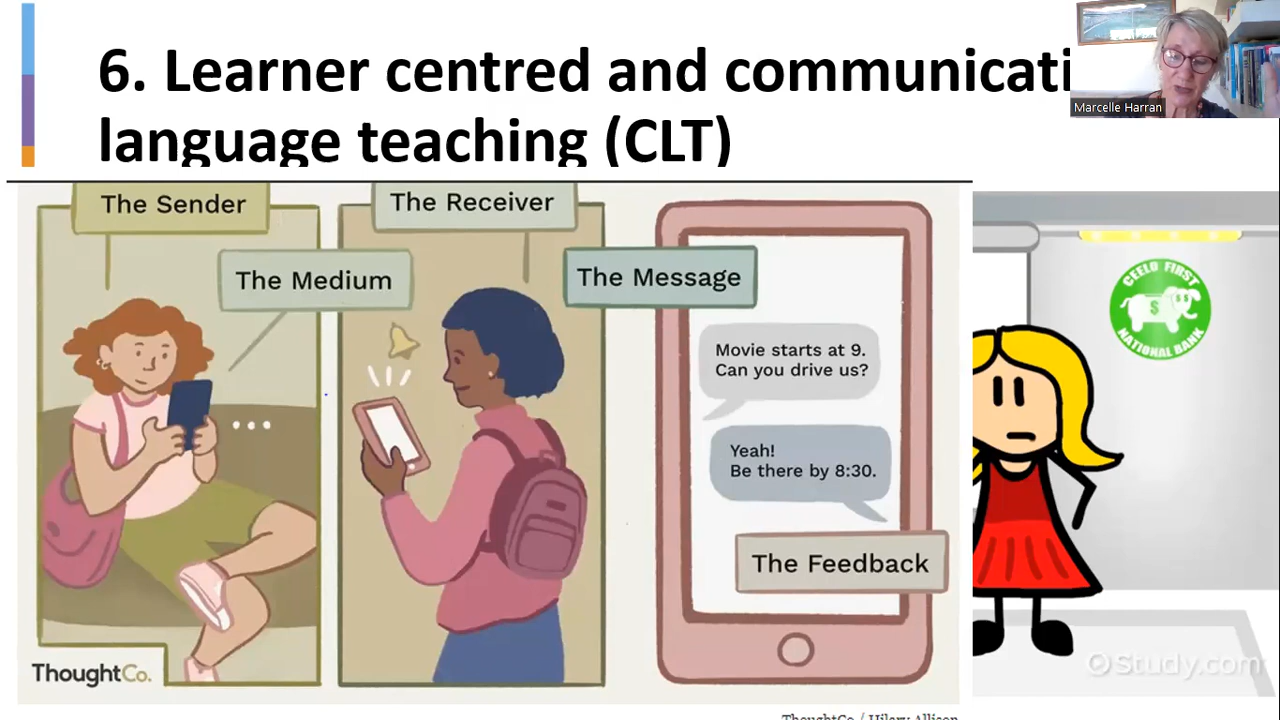 6. Learner centred and communicati
language teaching (CLT)
Marcelle Harran
The Sender
The Medium
The Receiver
The Message
Movie starts at 9.
Can you drive us?
Yeah!
Be there by 8:30.
The Feedback
ThoughtCo.
CEELO FIRST
$
NATIONAL BANK
Study.com
ThoughtCo / Hilary Allison